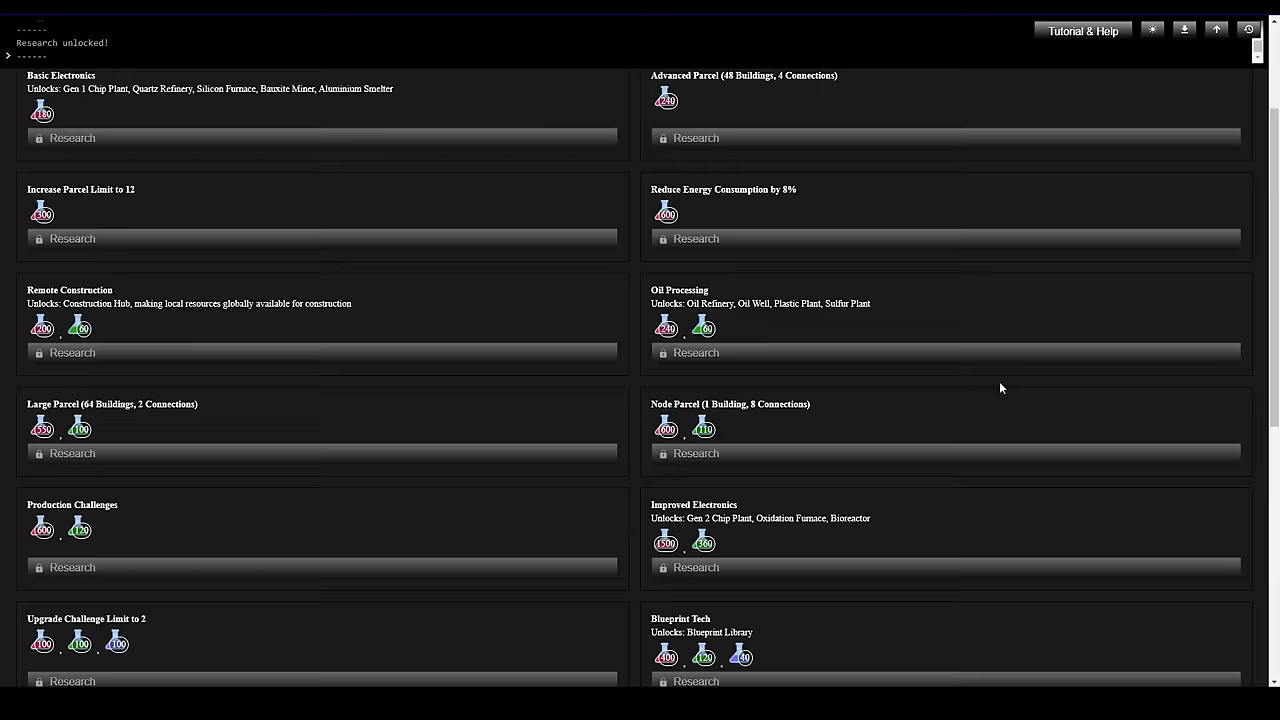 ------
Research unlocked!
> ------
Tutorial & Help
Basic Electronics
Unlocks: Gen 1 Chip Plant, Quartz Refinery, Silicon Furnace, Bauxite Miner, Aluminium Smelter
180
Research
Advanced Parcel (48 Buildings, 4 Connections)
240
Research
Increase Parcel Limit to 12
300
Research
Reduce Energy Consumption by 8%
600
Research
Remote Construction
Unlocks: Construction Hub, making local resources globally available for construction
200 , 60
Research
Oil Processing
Unlocks: Oil Refinery, Oil Well, Plastic Plant, Sulfur Plant
240 , 60
Research
Large Parcel (64 Buildings, 2 Connections)
550 , 100
Research
Node Parcel (1 Building, 8 Connections)
600 , 110
Research
Production Challenges
600 , 120
Research
Improved Electronics
Unlocks: Gen 2 Chip Plant, Oxidation Furnace, Bioreactor
1500 , 360
Research
Upgrade Challenge Limit to 2
100 , 100 , 100
Research
Blueprint Tech
Unlocks: Blueprint Library
400 , 120 , 40
Research